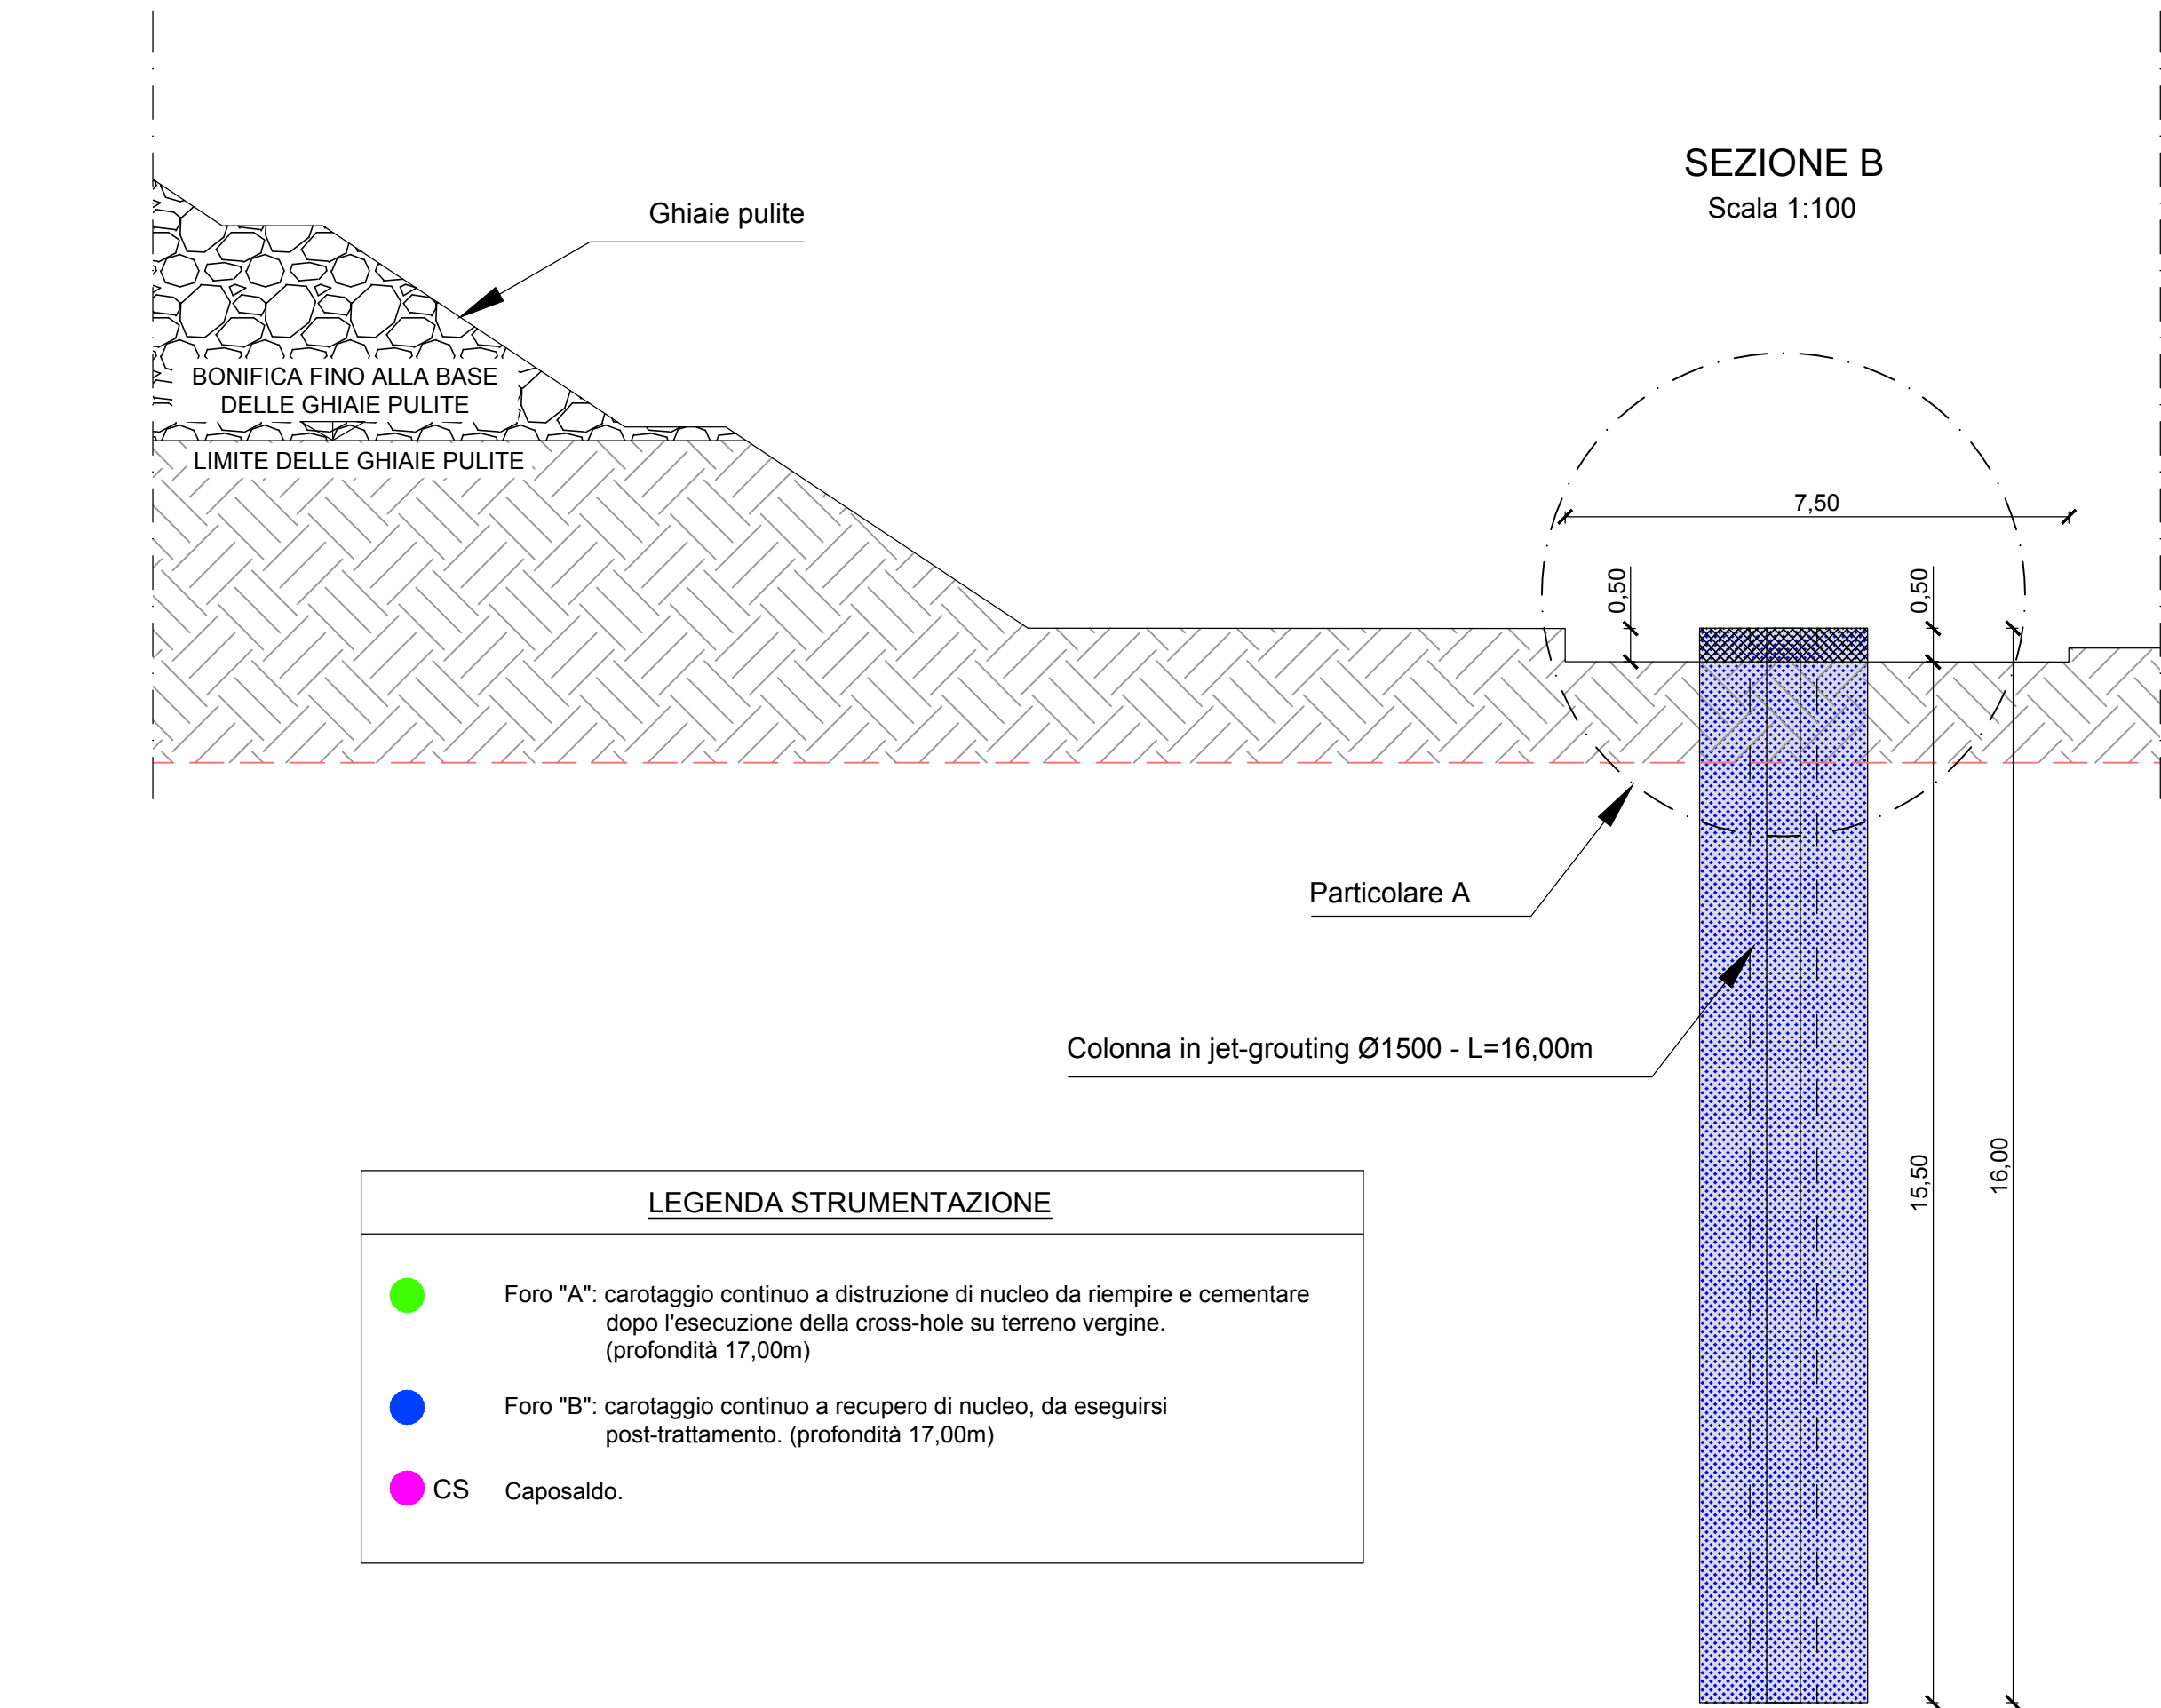 SEZIONE B
Scala 1:100
Ghiaie pulite
BONIFICA FINO ALLA BASE
DELLE GHIAIE PULITE
LIMITE DELLE GHIAIE PULITE
7,50
0,50
0,50
Particolare A
Colonna in jet-grouting Ø1500 - L=16,00m
15,50
16,00
LEGENDA STRUMENTAZIONE
Foro "A": carotaggio continuo a distruzione di nucleo da riempire e cementare
dopo l'esecuzione della cross-hole su terreno vergine.
(profondità 17,00m)
Foro "B": carotaggio continuo a recupero di nucleo, da eseguirsi
post-trattamento. (profondità 17,00m)
CS Caposaldo.